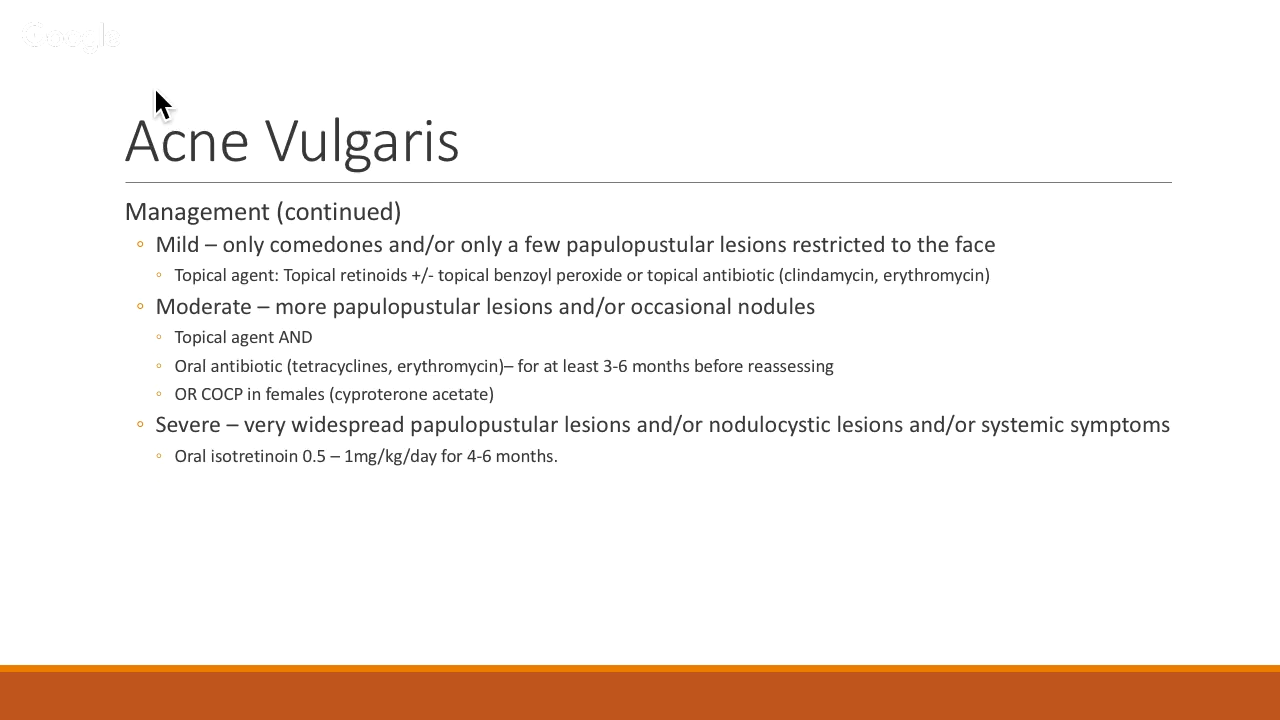 Google
Acne Vulgaris
Management (continued)
◦ Mild – only comedones and/or only a few papulopustular lesions restricted to the face
◦ Topical agent: Topical retinoids +/- topical benzoyl peroxide or topical antibiotic (clindamycin, erythromycin)
◦ Moderate – more papulopustular lesions and/or occasional nodules
◦ Topical agent AND
◦ Oral antibiotic (tetracyclines, erythromycin)– for at least 3-6 months before reassessing
◦ OR COCP in females (cyproterone acetate)
◦ Severe – very widespread papulopustular lesions and/or nodulocystic lesions and/or systemic symptoms
◦ Oral isotretinoin 0.5 – 1mg/kg/day for 4-6 months.